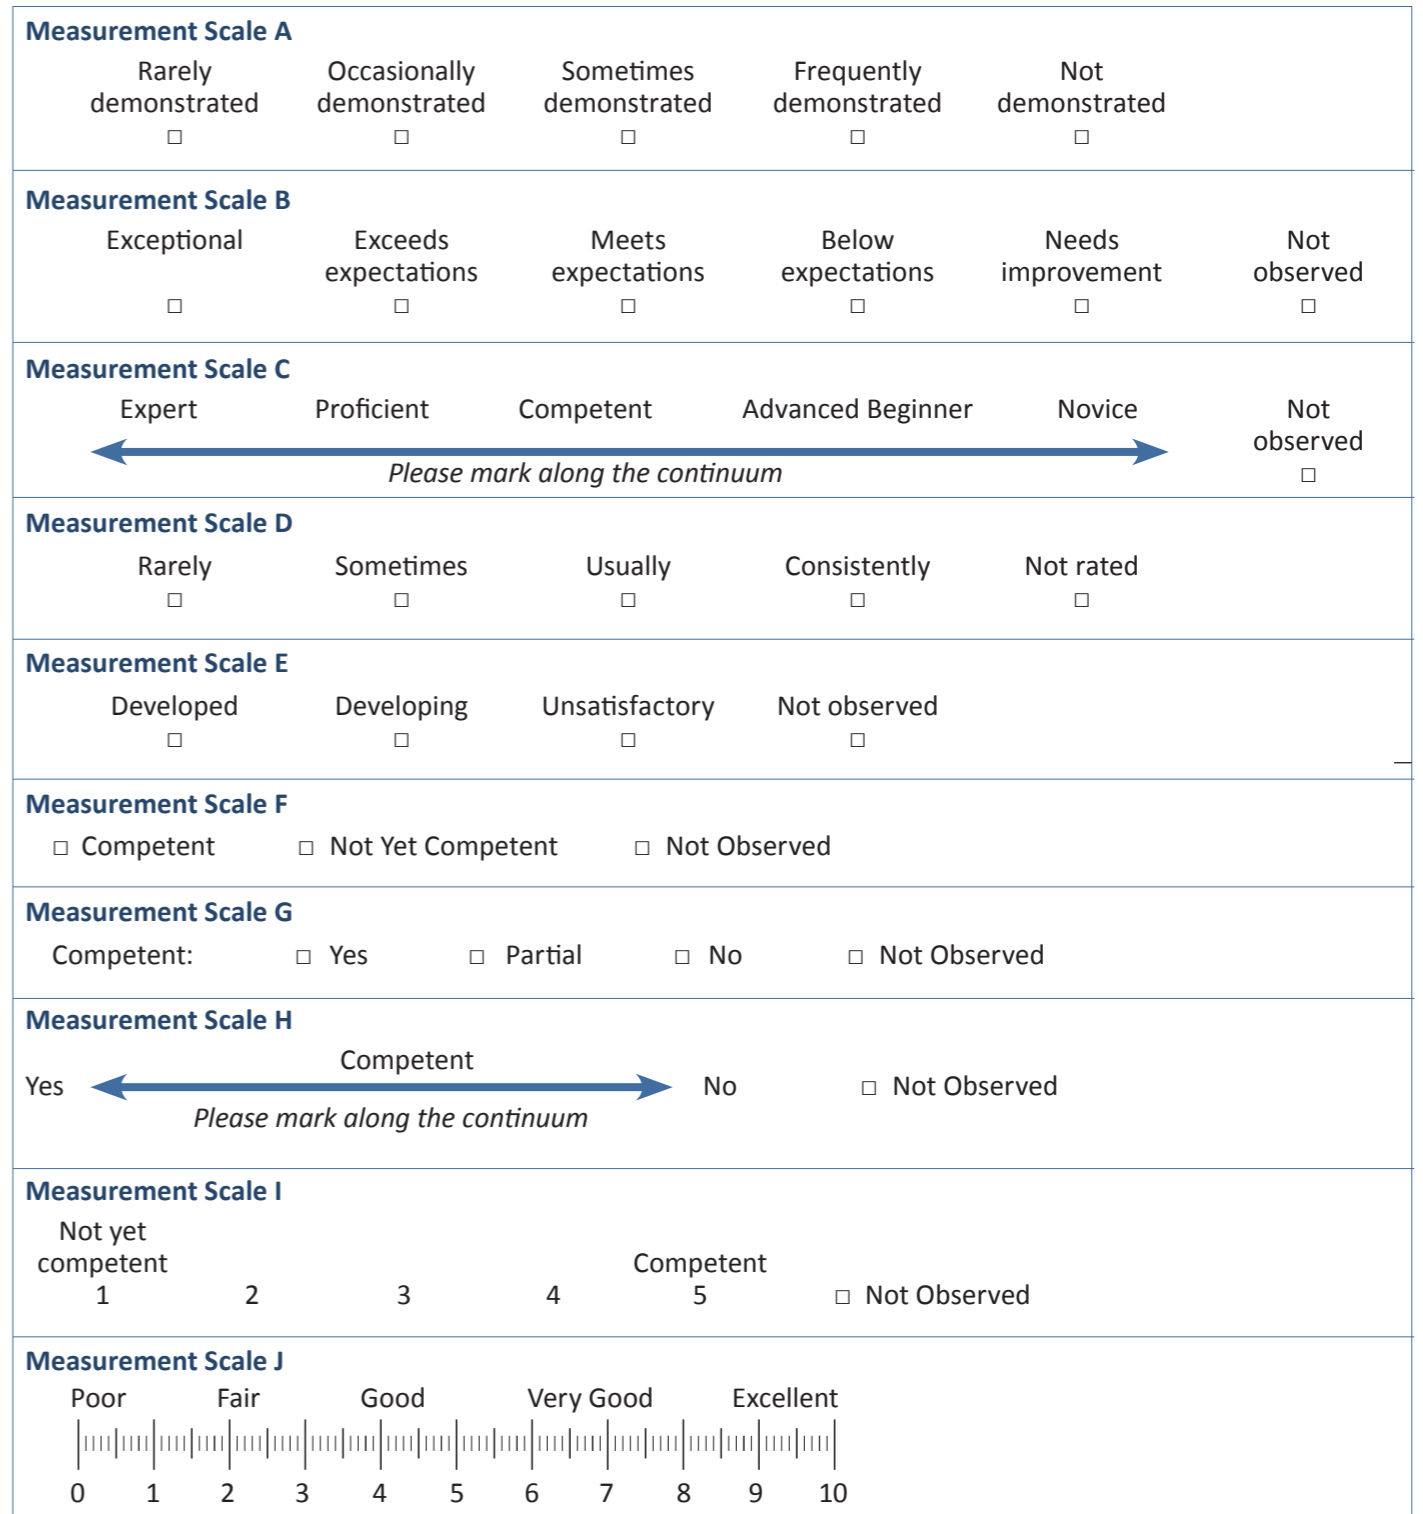 Measurement Scale A
Rarely Occasionally Sometimes Frequently Not
demonstrated demonstrated demonstrated demonstrated demonstrated
□ □ □ □ □
Measurement Scale B
Exceptional Exceeds Meets Below Needs Not
expectations expectations expectations improvement observed
□ □ □ □ □ □
Measurement Scale C
Expert Proficient Competent Advanced Beginner Novice Not
observed
Please mark along the continuum □
Measurement Scale D
Rarely Sometimes Usually Consistently Not rated
□ □ □ □ □
Measurement Scale E
Developed Developing Unsatisfactory Not observed
□ □ □ □
Measurement Scale F
□ Competent □ Not Yet Competent □ Not Observed
Measurement Scale G
Competent: □ Yes □ Partial □ No □ Not Observed
Measurement Scale H
Competent
Yes No □ Not Observed
Please mark along the continuum
Measurement Scale I
Not yet
competent Competent
1 2 3 4 5 □ Not Observed
Measurement Scale J
Poor Fair Good Very Good Excellent
0 1 2 3 4 5 6 7 8 9 10